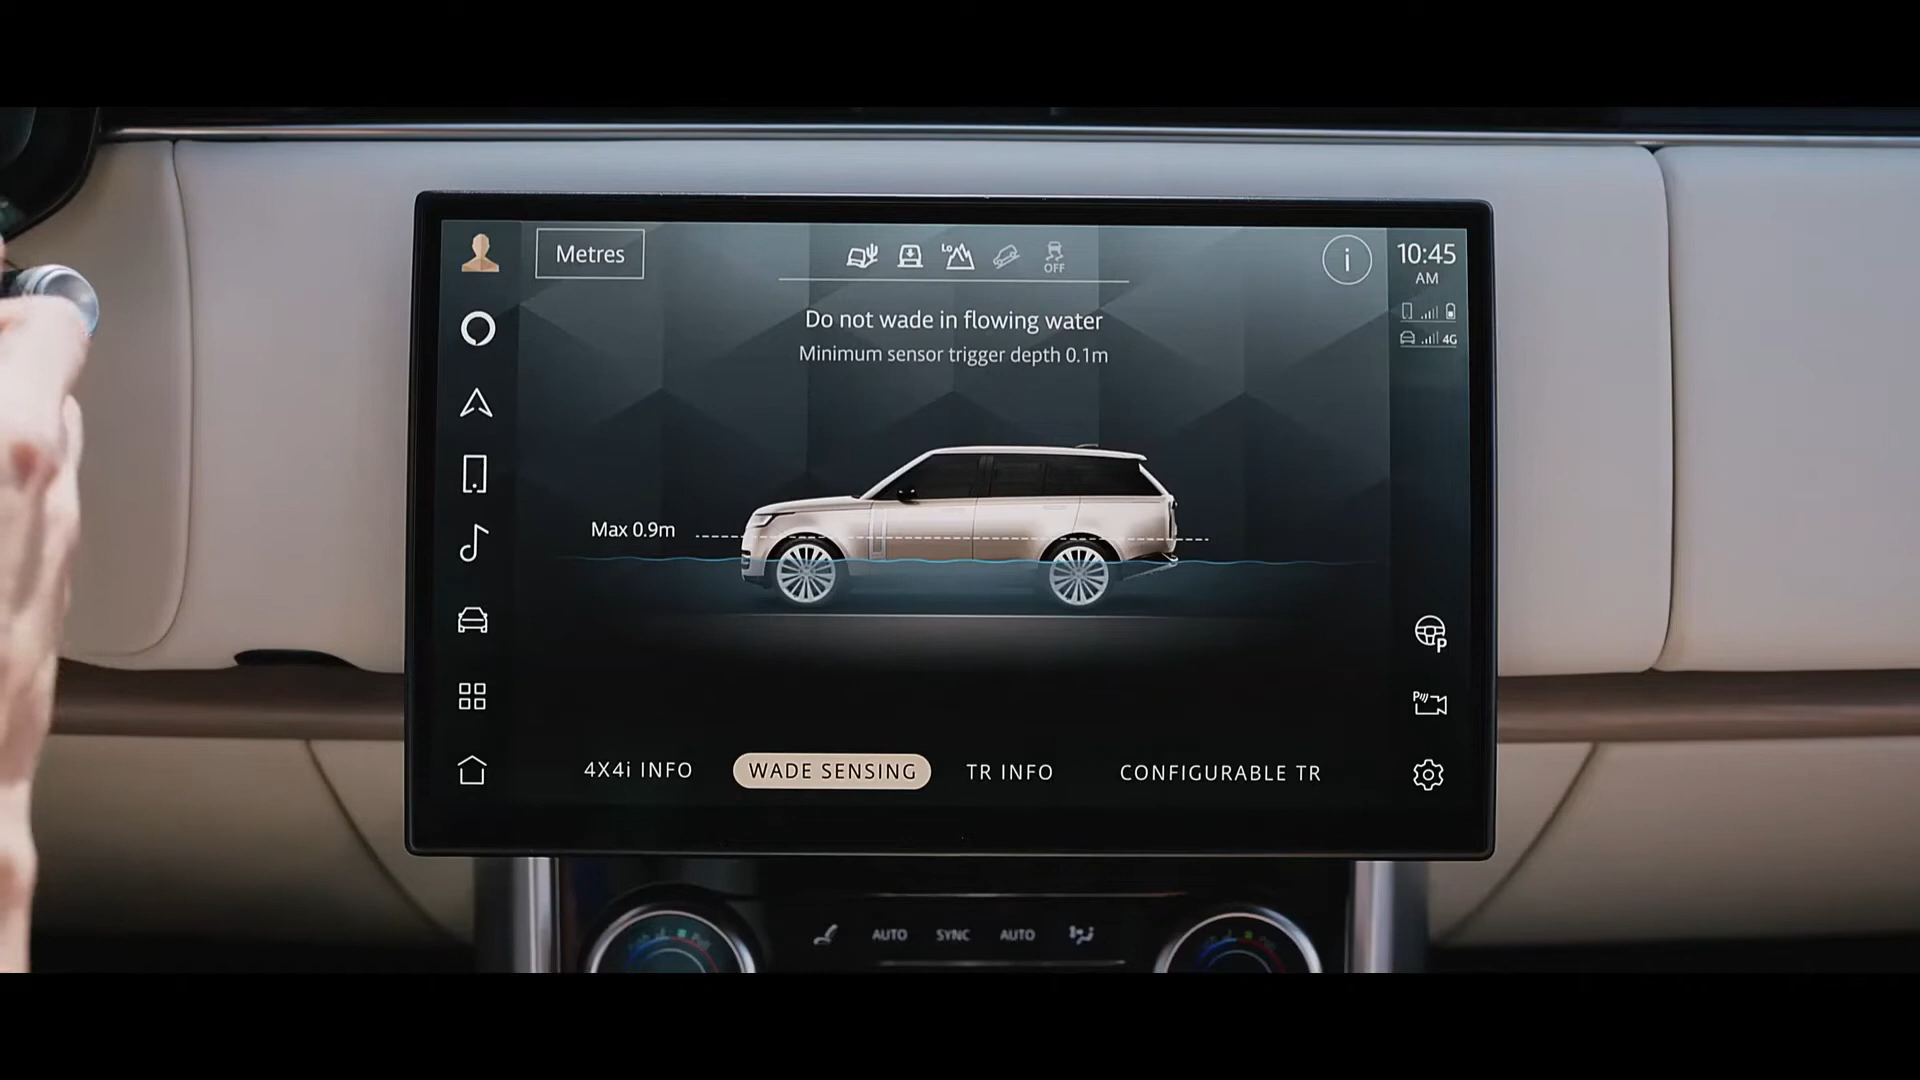 Metres
LO
OFF
i
10:45
AM
4G
Do not wade in flowing water
Minimum sensor trigger depth 0.1m
Max 0.9m
P
P
4X4i INFO
WADE SENSING
TR INFO
CONFIGURABLE TR
AUTO
SYNC
AUTO